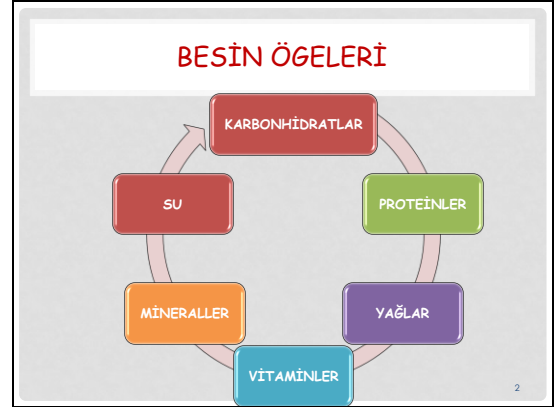 BESİN ÖGELERİ
KARBONHİDRATLAR
PROTEİNLER
YAĞLAR
VİTAMİNLER
MİNERALLER
SU
2